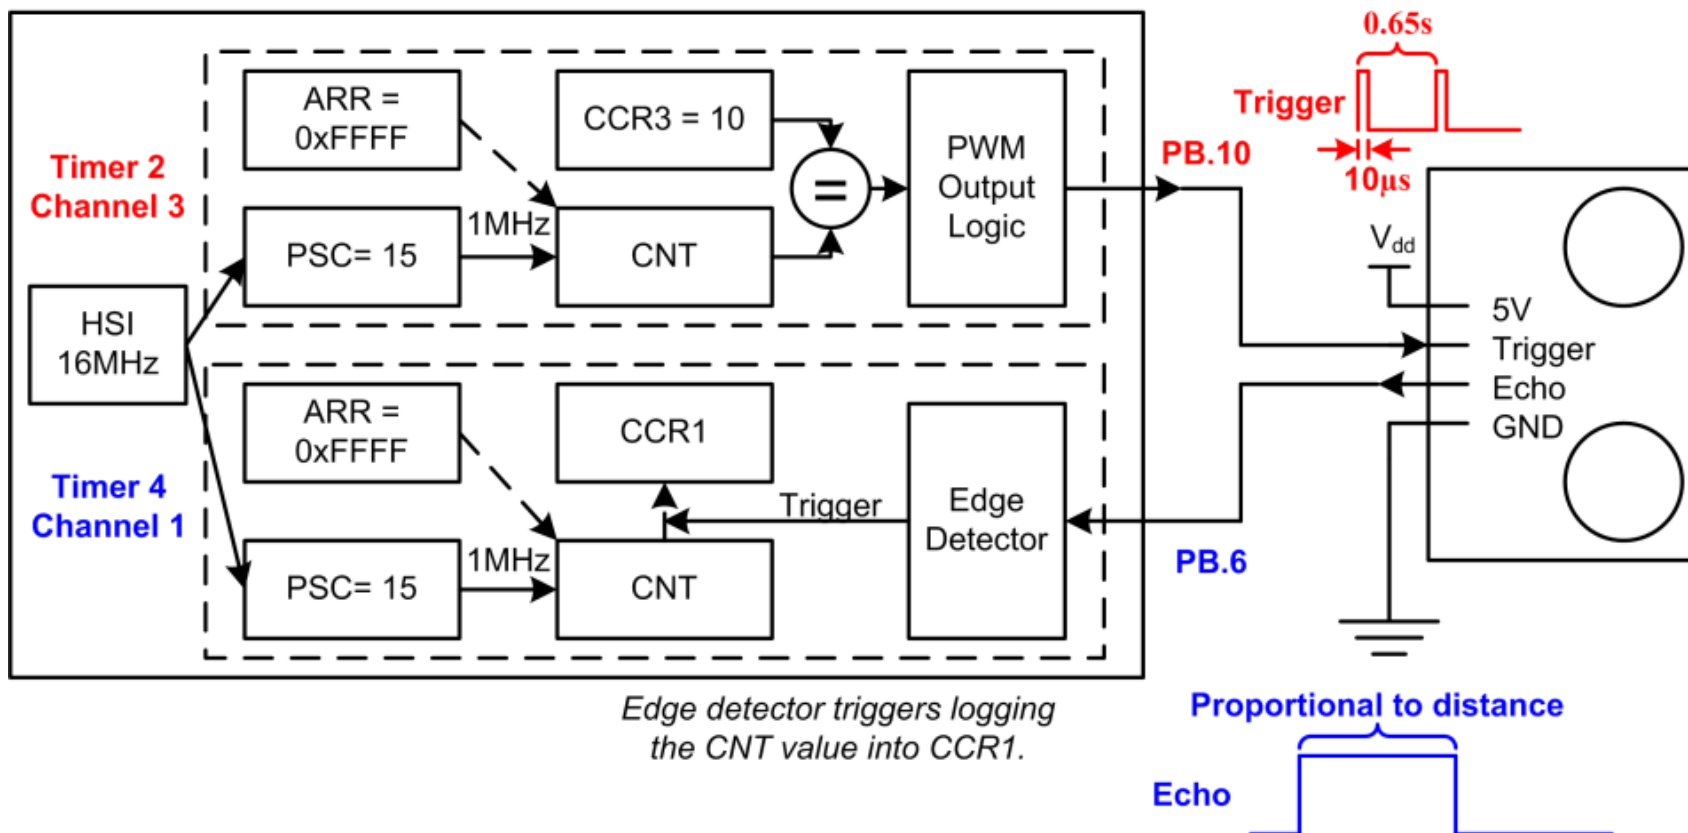 0.65s
Trigger
10µs
Timer 2
Channel 3
ARR =
0xFFFF
CCR3 = 10
=
PWM
Output
Logic
PB.10
PSC= 15
1MHz
CNT
HSI
16MHz
Vdd
5V
Trigger
Echo
GND
Timer 4
Channel 1
ARR =
0xFFFF
CCR1
Trigger
Edge
Detector
PB.6
PSC= 15
1MHz
CNT
Edge detector triggers logging
the CNT value into CCR1.
Proportional to distance
Echo